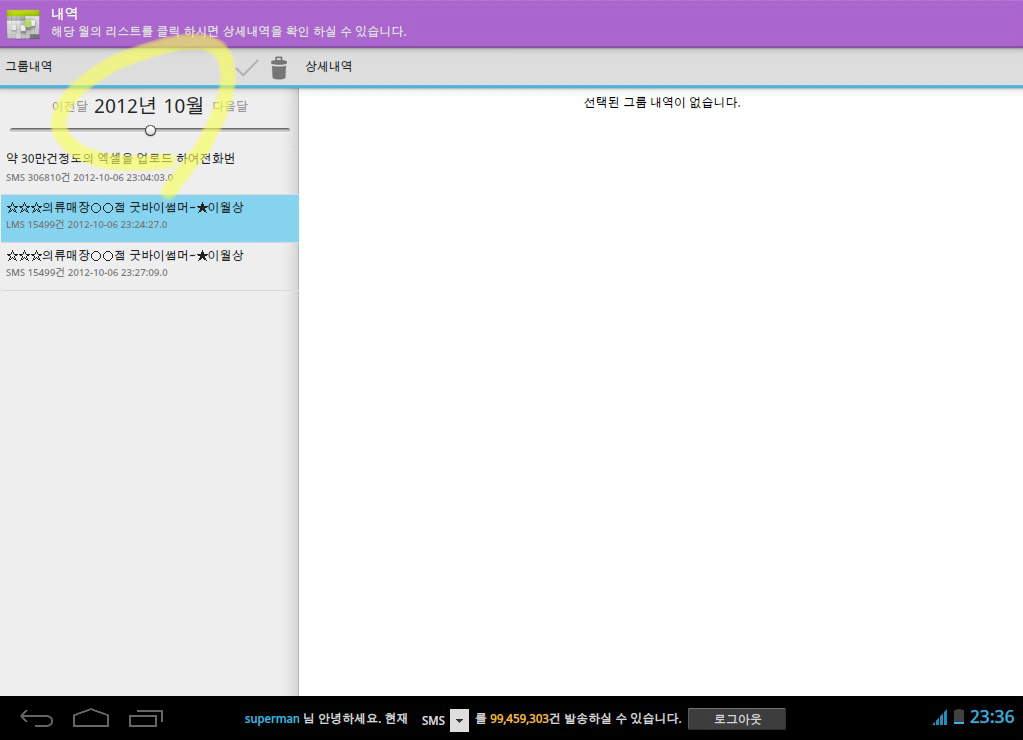 내역
해당 월의 리스트를 클릭 하시면 상세내역을 확인 하실 수 있습니다.
그룹내역
상세내역
이전달 2012년 10월 다음달
선택된 그룹 내역이 없습니다.
약 30만건정도의 엑셀을 업로드 하여전화번
SMS 306810건 2012-10-06 23:04:03.0
☆☆☆의류매장○○점 굿바이썸머~★이월상
LMS 15499건 2012-10-06 23:24:27.0
☆☆☆의류매장○○점 굿바이썸머~★이월상
SMS 15499건 2012-10-06 23:27:09.0
superman 님 안녕하세요. 현재 SMS 를 99,459,303건 발송하실 수 있습니다. 로그아웃 23:36